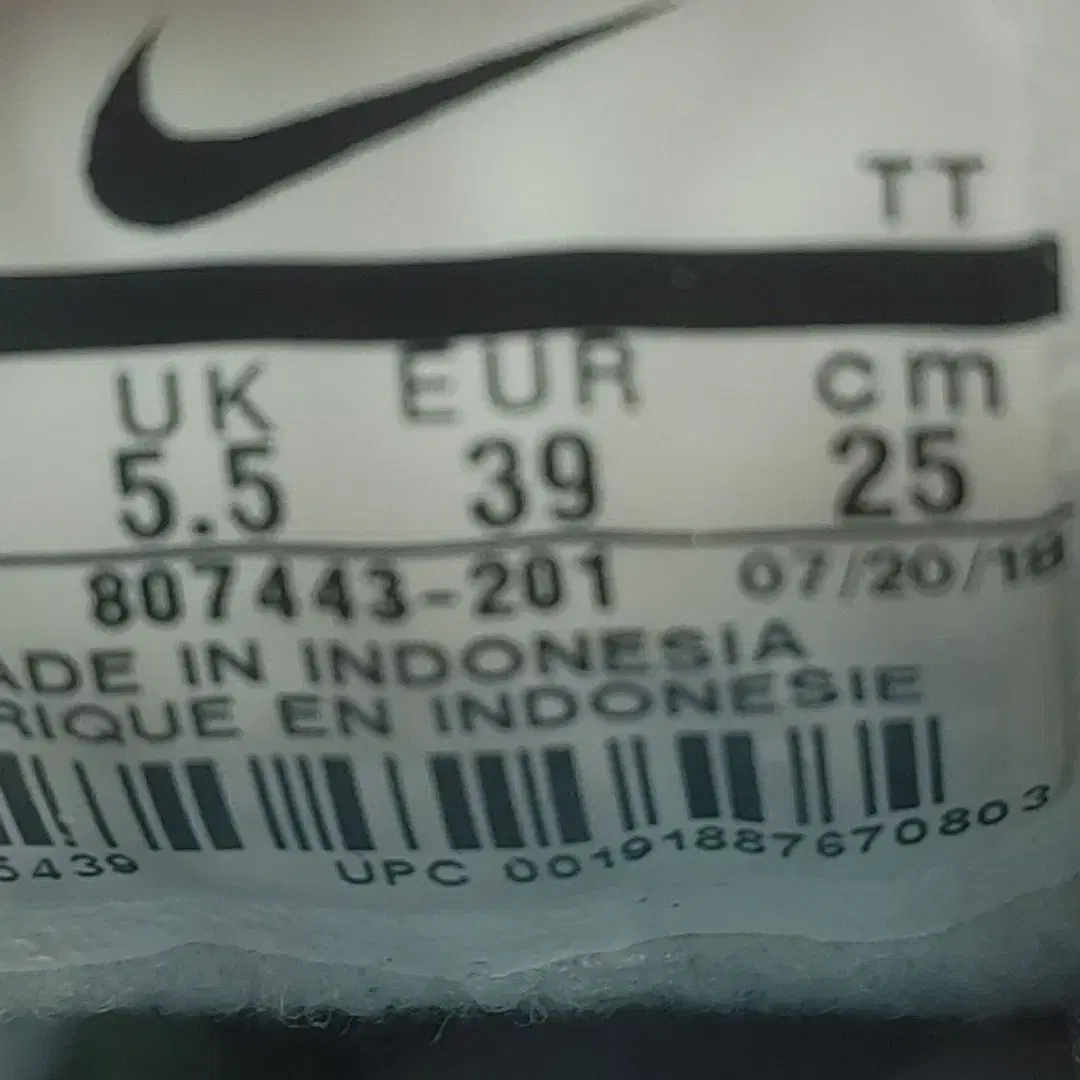 TT
UK EUR cm
5.5 39 25
807443-201 07/20/18
ADE IN INDONESIA
RIQUE EN INDONESIE
5439 UPC 00191887670803